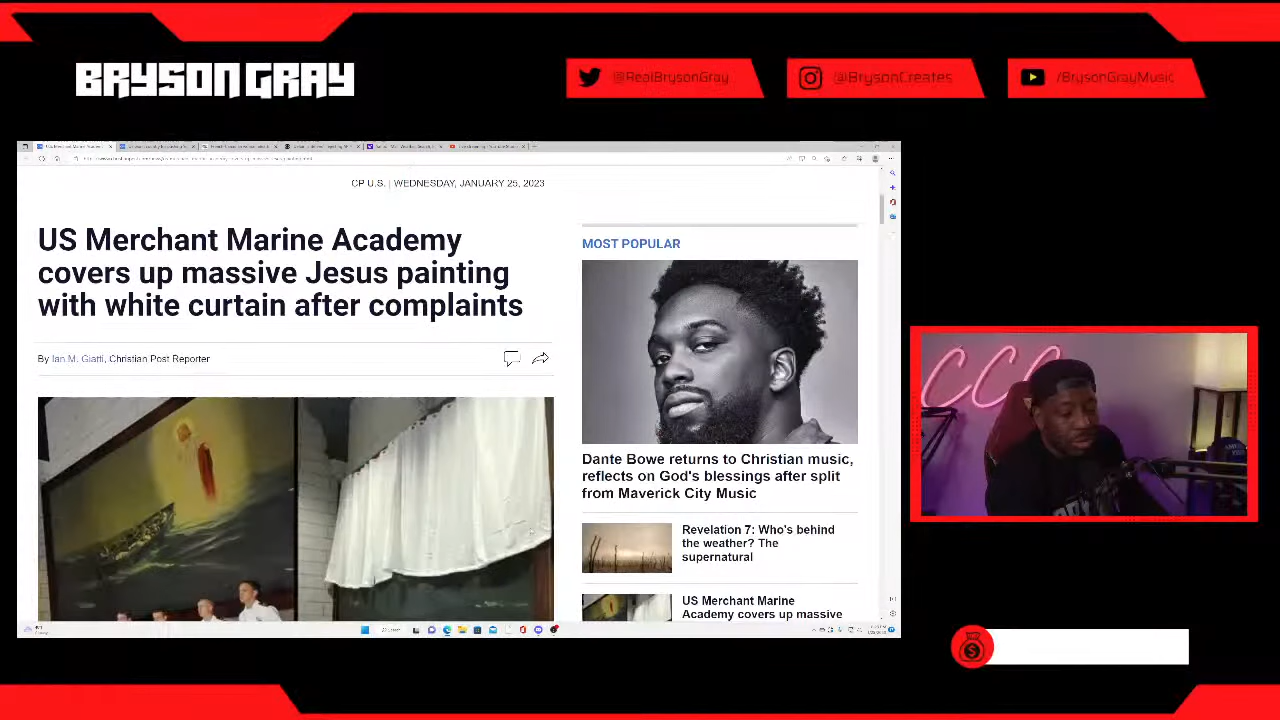 BRYSON GRAY
@RealBrysonGray
@BrysonCreates
/BrysonGrayMusic
CP U.S. | WEDNESDAY, JANUARY 25, 2023
US Merchant Marine Academy
covers up massive Jesus painting
with white curtain after complaints
By Ian M. Giatti, Christian Post Reporter
MOST POPULAR
Dante Bowe returns to Christian music,
reflects on God's blessings after split
from Maverick City Music
Revelation 7: Who's behind
the weather? The
supernatural
US Merchant Marine
Academy covers up massive
CCC